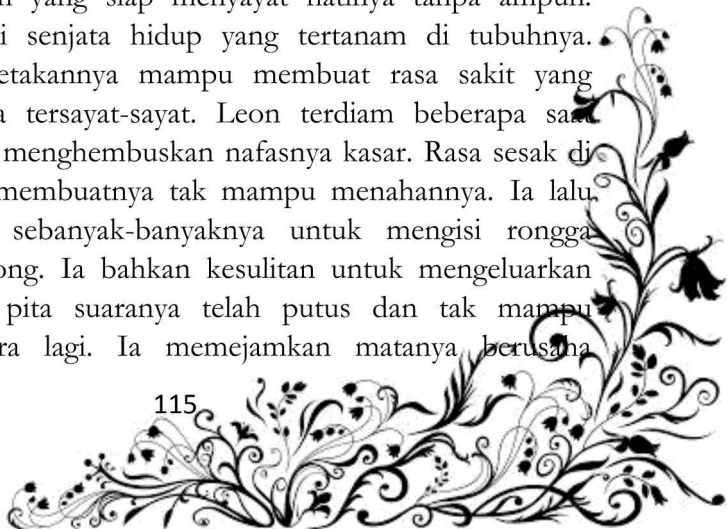 yang siap menyayat hatinya tanpa ampun.
i senjata hidup yang tertanam di tubuhnya.
etakannya mampu membuat rasa sakit yang
a tersayat-sayat. Leon terdiam beberapa saat
menghembuskan nafasnya kasar. Rasa sesak di
membuatnya tak mampu menahannya. Ia lalu
sebanyak-banyaknya untuk mengisi rongga
ong. Ia bahkan kesulitan untuk mengeluarkan
pita suaranya telah putus dan tak mampu
ra lagi. Ia memejamkan matanya berusaha
115